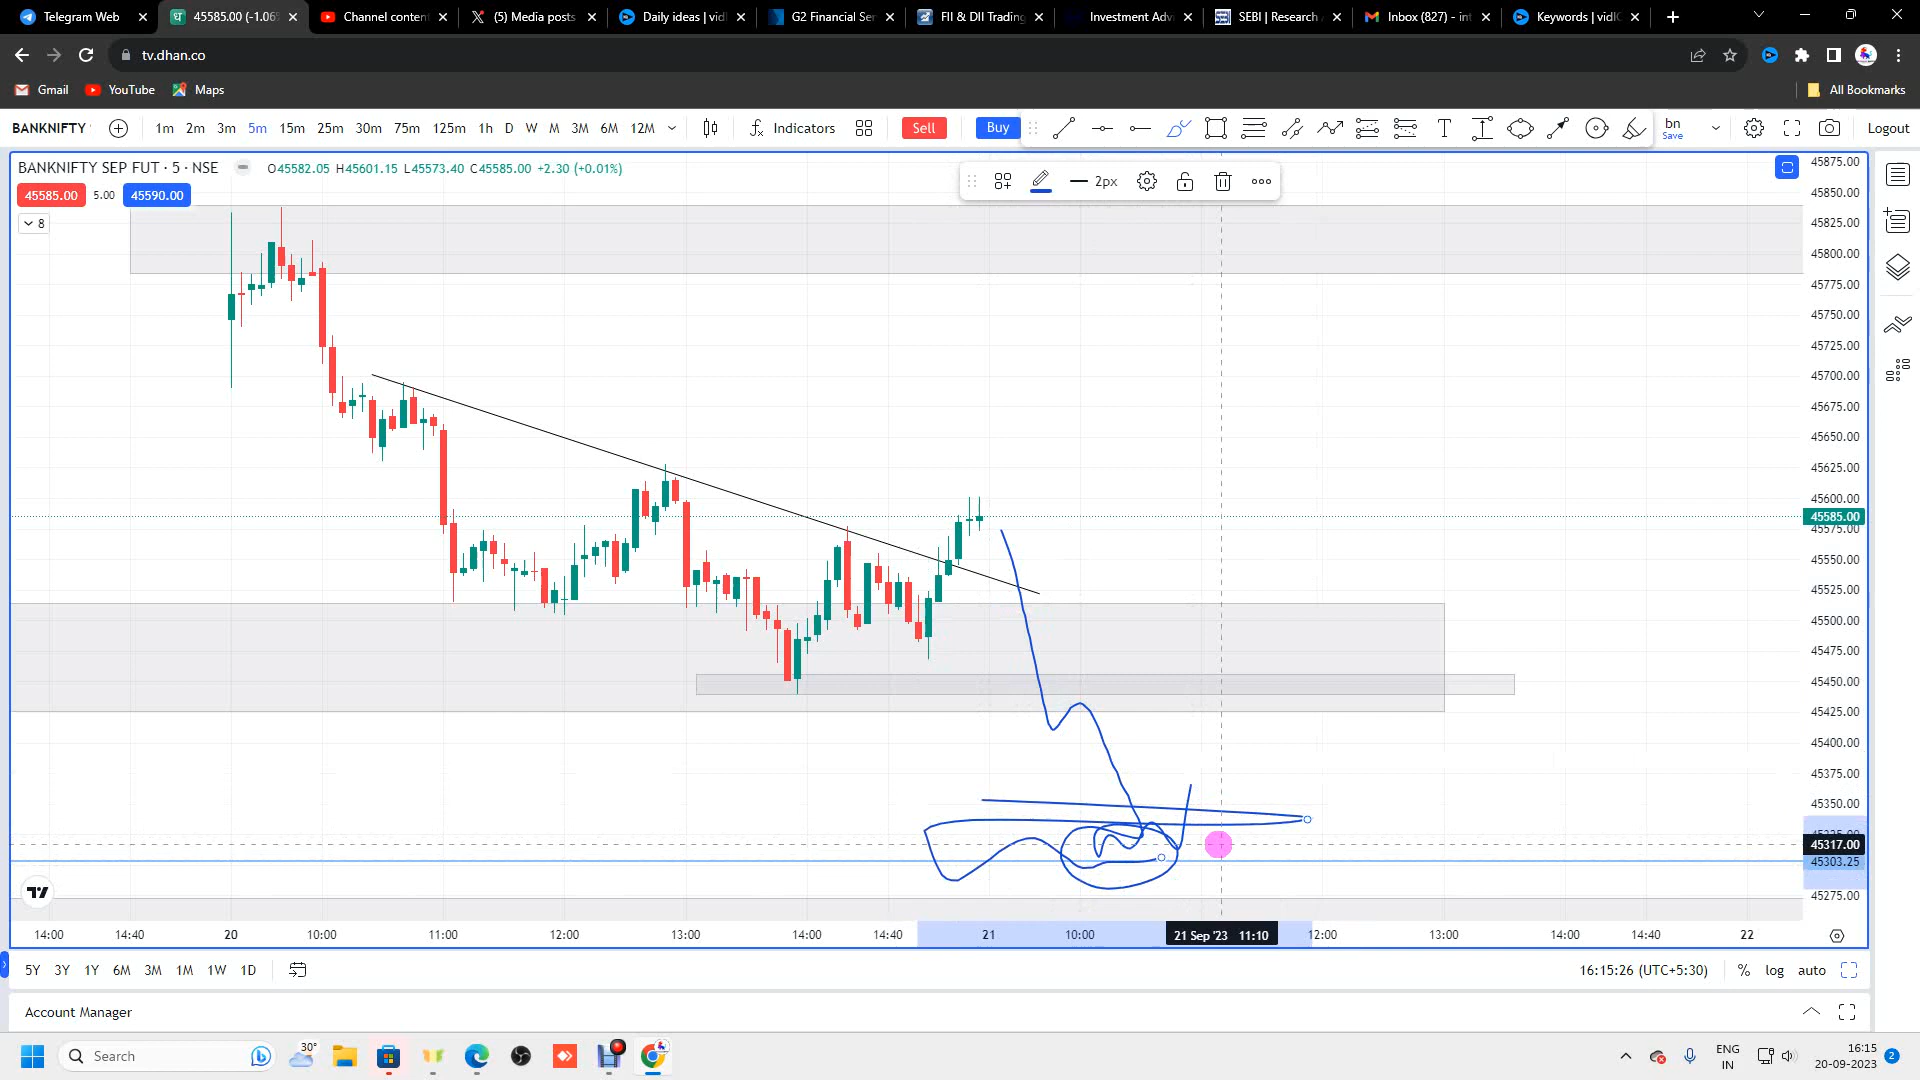 Telegram Web
45585.00 (-1.06
Channel content
(5) Media posts
Daily ideas | vidI
G2 Financial Ser
FII & DII Trading
Investment Adv
SEBI | Research
Inbox (827) - int
Keywords | vidIC
tv.dhan.co
Gmail YouTube Maps All Bookmarks
BANKNIFTY 1m 2m 3m 5m 15m 25m 30m 75m 125m 1h D W M 3M 6M 12M Indicators Sell Buy T bn Save Logout
BANKNIFTY SEP FUT · 5 · NSE O45582.05 H45601.15 L45573.40 C45585.00 +2.30 (+0.01%)
2px
45585.00 5.00 45590.00
8
45875.00
45850.00
45825.00
45800.00
45775.00
45750.00
45725.00
45700.00
45675.00
45650.00
45625.00
45600.00
45585.00
45575.00
45550.00
45525.00
45500.00
45475.00
45450.00
45425.00
45400.00
45375.00
45350.00
45317.00
45303.25
45275.00
14:00 14:40 20 10:00 11:00 12:00 13:00 14:00 14:40 21 10:00 21 Sep '23 11:10 12:00 13:00 14:00 14:40 22
5Y 3Y 1Y 6M 3M 1M 1W 1D 16:15:26 (UTC+5:30) % log auto
Account Manager
Search 30° ENG IN 16:15 20-09-2023 2